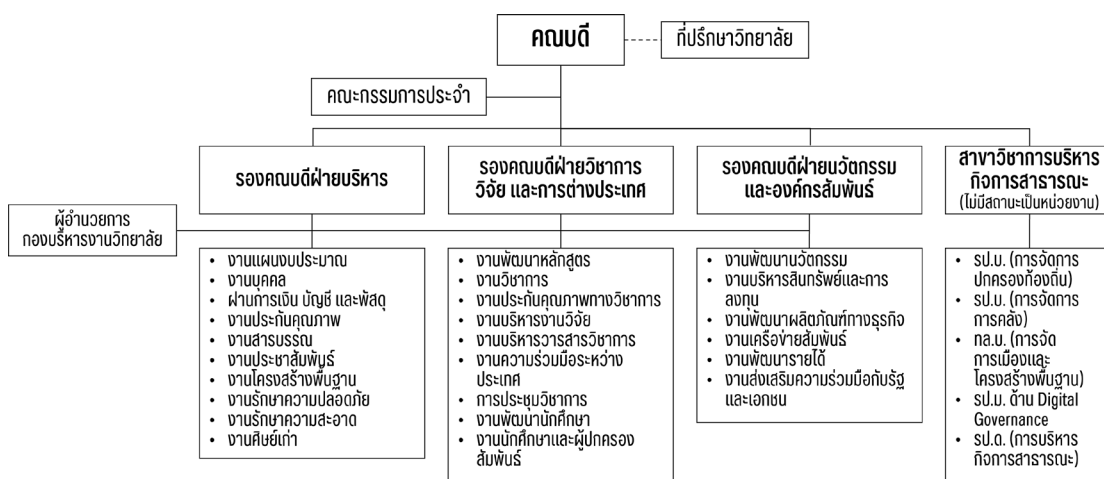 คณบดี
ที่ปรึกษาวิทยาลัย
คณะกรรมการประจำ
รองคณบดีฝ่ายบริหาร
รองคณบดีฝ่ายวิชาการ
วิจัย และการต่างประเทศ
รองคณบดีฝ่ายนวัตกรรม
และองค์กรสัมพันธ์
สาขาวิชาการบริหาร
กิจการสาธารณะ
(ไม่มีสถานะเป็นหน่วยงาน)
ผู้อำนวยการ
กองบริหารงานวิทยาลัย
• งานแผนงบประมาณ
• งานบุคคล
• ฝานการเงิน บัญชี และพัสดุ
• งานประกันคุณภาพ
• งานสารบรรณ
• งานประชาสัมพันธ์
• งานโครงสร้างพื้นฐาน
• งานรักษาความปลอดภัย
• งานรักษาความสะอาด
• งานศิษย์เก่า
• งานพัฒนาหลักสูตร
• งานวิชาการ
• งานประกันคุณภาพทางวิชาการ
• งานบริหารงานวิจัย
• งานบริหารวารสารวิชาการ
• งานความร่วมมือระหว่าง
ประเทศ
• การประชุมวิชาการ
• งานพัฒนานักศึกษา
• งานนักศึกษาและผู้ปกครอง
สัมพันธ์
• งานพัฒนานวัตกรรม
• งานบริหารสินทรัพย์และการ
ลงทุน
• งานพัฒนาผลิตภัณฑ์ทางธุรกิจ
• งานเครือข่ายสัมพันธ์
• งานพัฒนารายได้
• งานส่งเสริมความร่วมมือกับรัฐ
และเอกชน
• รป.บ. (การจัดการ
ปกครองท้องถิ่น)
• รป.บ. (การจัดการ
การคลัง)
• ทล.บ. (การจัด
การเมืองและ
โครงสร้างพื้นฐาน)
• รป.ม. ด้าน Digital
Governance
• รป.ด. (การบริหาร
กิจการสาธารณะ)